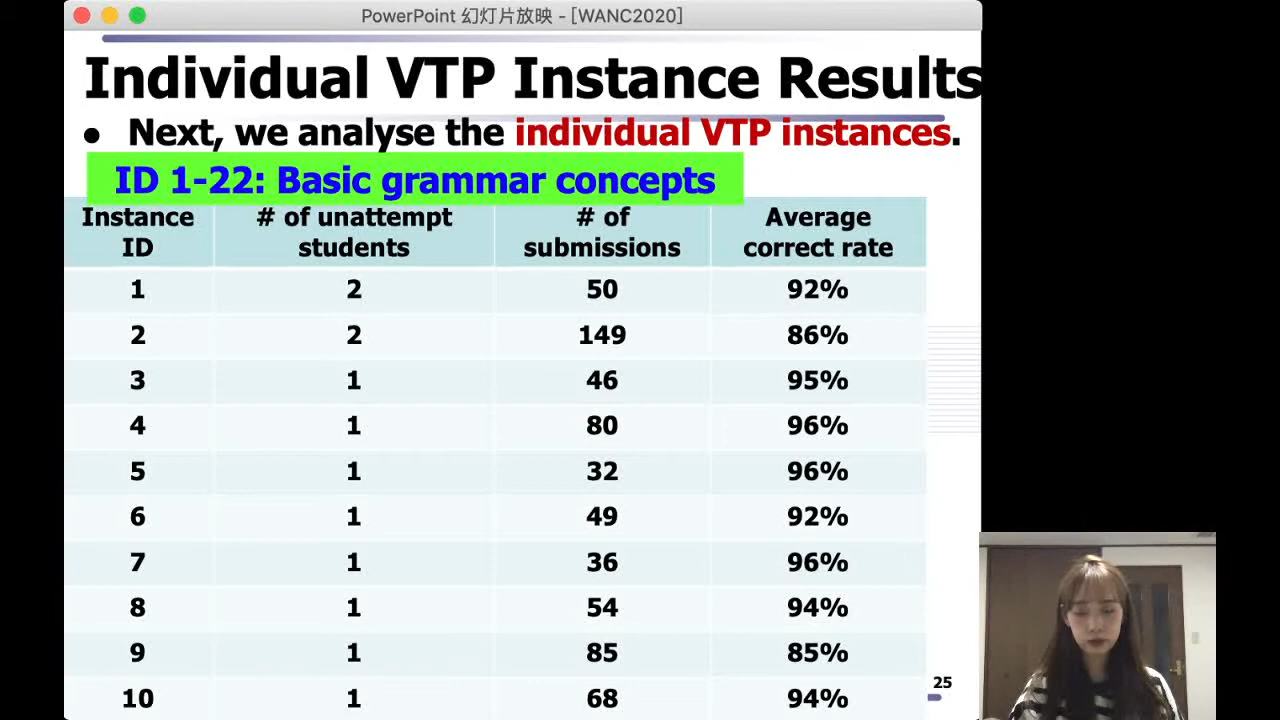 PowerPoint 幻灯片放映 - [WANC2020]
Individual VTP Instance Results
● Next, we analyse the individual VTP instances.
ID 1-22: Basic grammar concepts
Instance ID # of unattempt students # of submissions Average correct rate
1 2 50 92%
2 2 149 86%
3 1 46 95%
4 1 80 96%
5 1 32 96%
6 1 49 92%
7 1 36 96%
8 1 54 94%
9 1 85 85%
10 1 68 94%
25